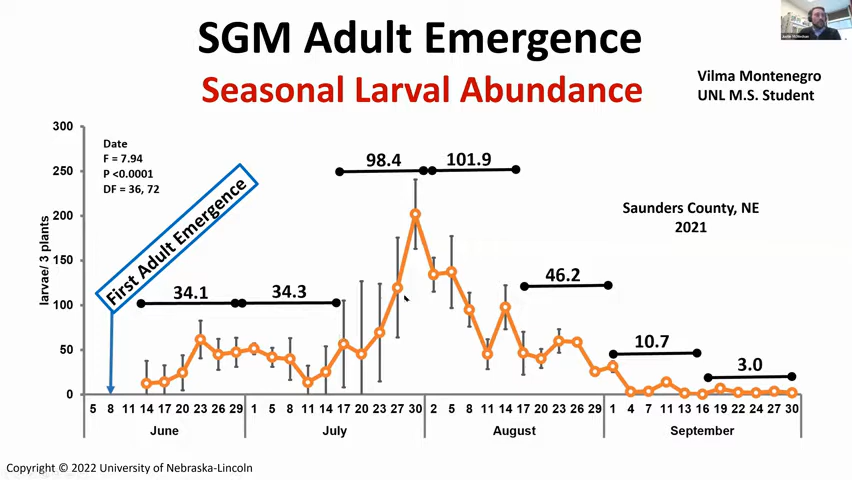 SGM Adult Emergence
Seasonal Larval Abundance
Vilma Montenegro
UNL M.S. Student
Date
F = 7.94
P <0.0001
DF = 36, 72
First Adult Emergence
Saunders County, NE
2021
larvae/ 3 plants
300
250
200
150
100
50
0
34.1
34.3
98.4
101.9
46.2
10.7
3.0
5 8 11 14 17 20 23 26 29 1 5 8 11 14 17 20 23 27 30 2 5 8 11 14 17 20 23 26 29 1 4 7 11 13 16 19 22 24 27 30
June July August September
Copyright © 2022 University of Nebraska-Lincoln